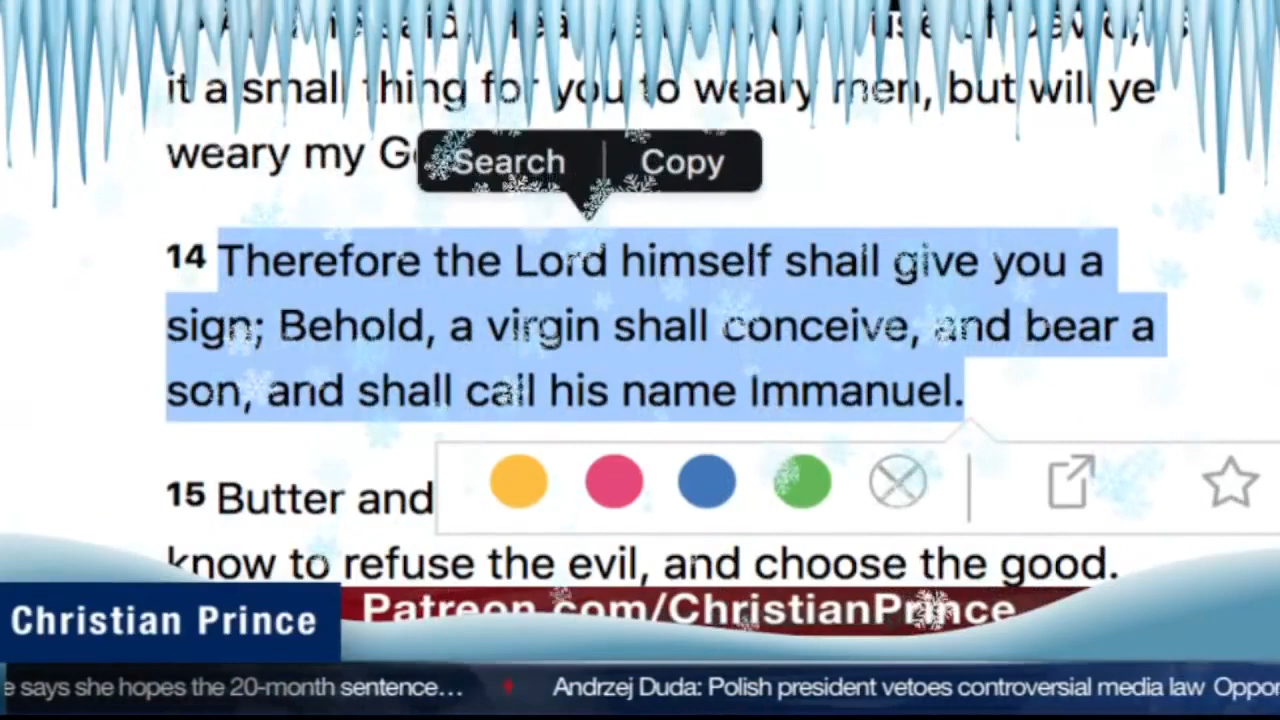 it a small thing for you to weary men, but will ye
weary my
Search | Copy
14 Therefore the Lord himself shall give you a
sign; Behold, a virgin shall conceive, and bear a
son, and shall call his name Immanuel.
15 Butter and
know to refuse the evil, and choose the good.
Christian Prince
Patreon.com/ChristianPrince
e says she hopes the 20-month sentence...
Andrzej Duda: Polish president vetoes controversial media law Oppor